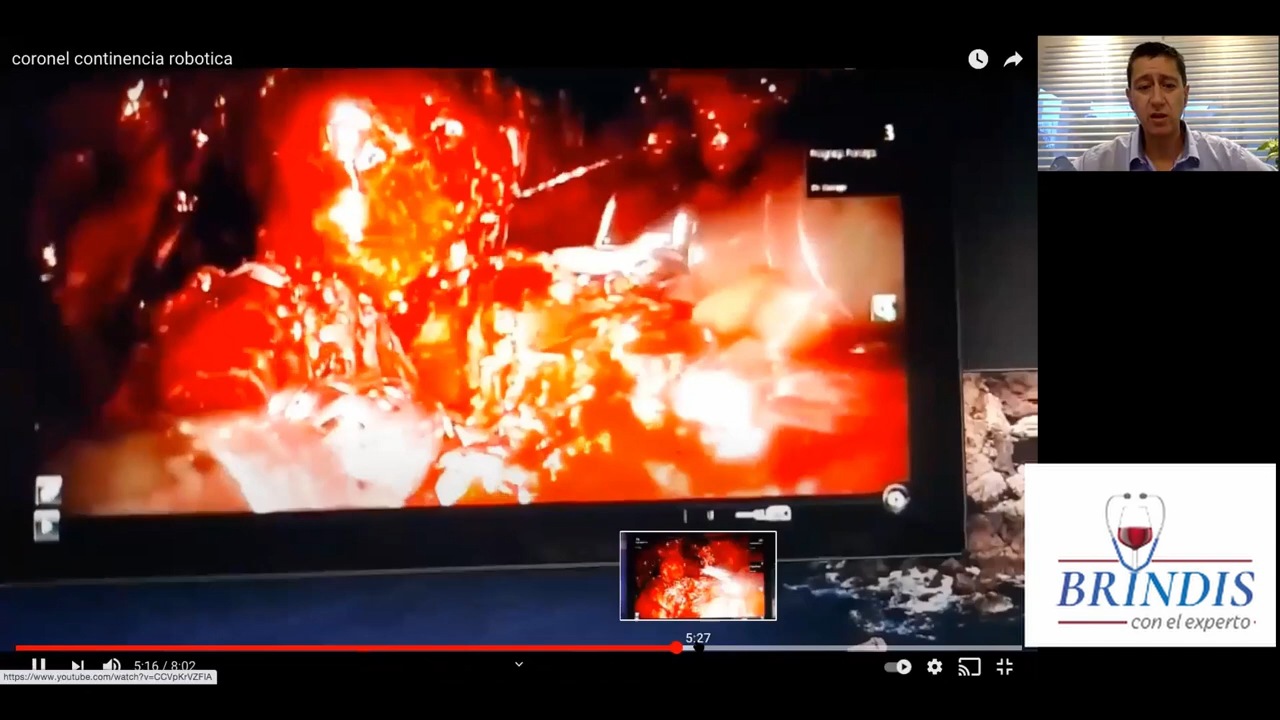 coronel continencia robotica
3
5:27
5:16 / 8:02
https://www.youtube.com/watch?v=CCVpKrVZFIA
BRINDIS
con el experto